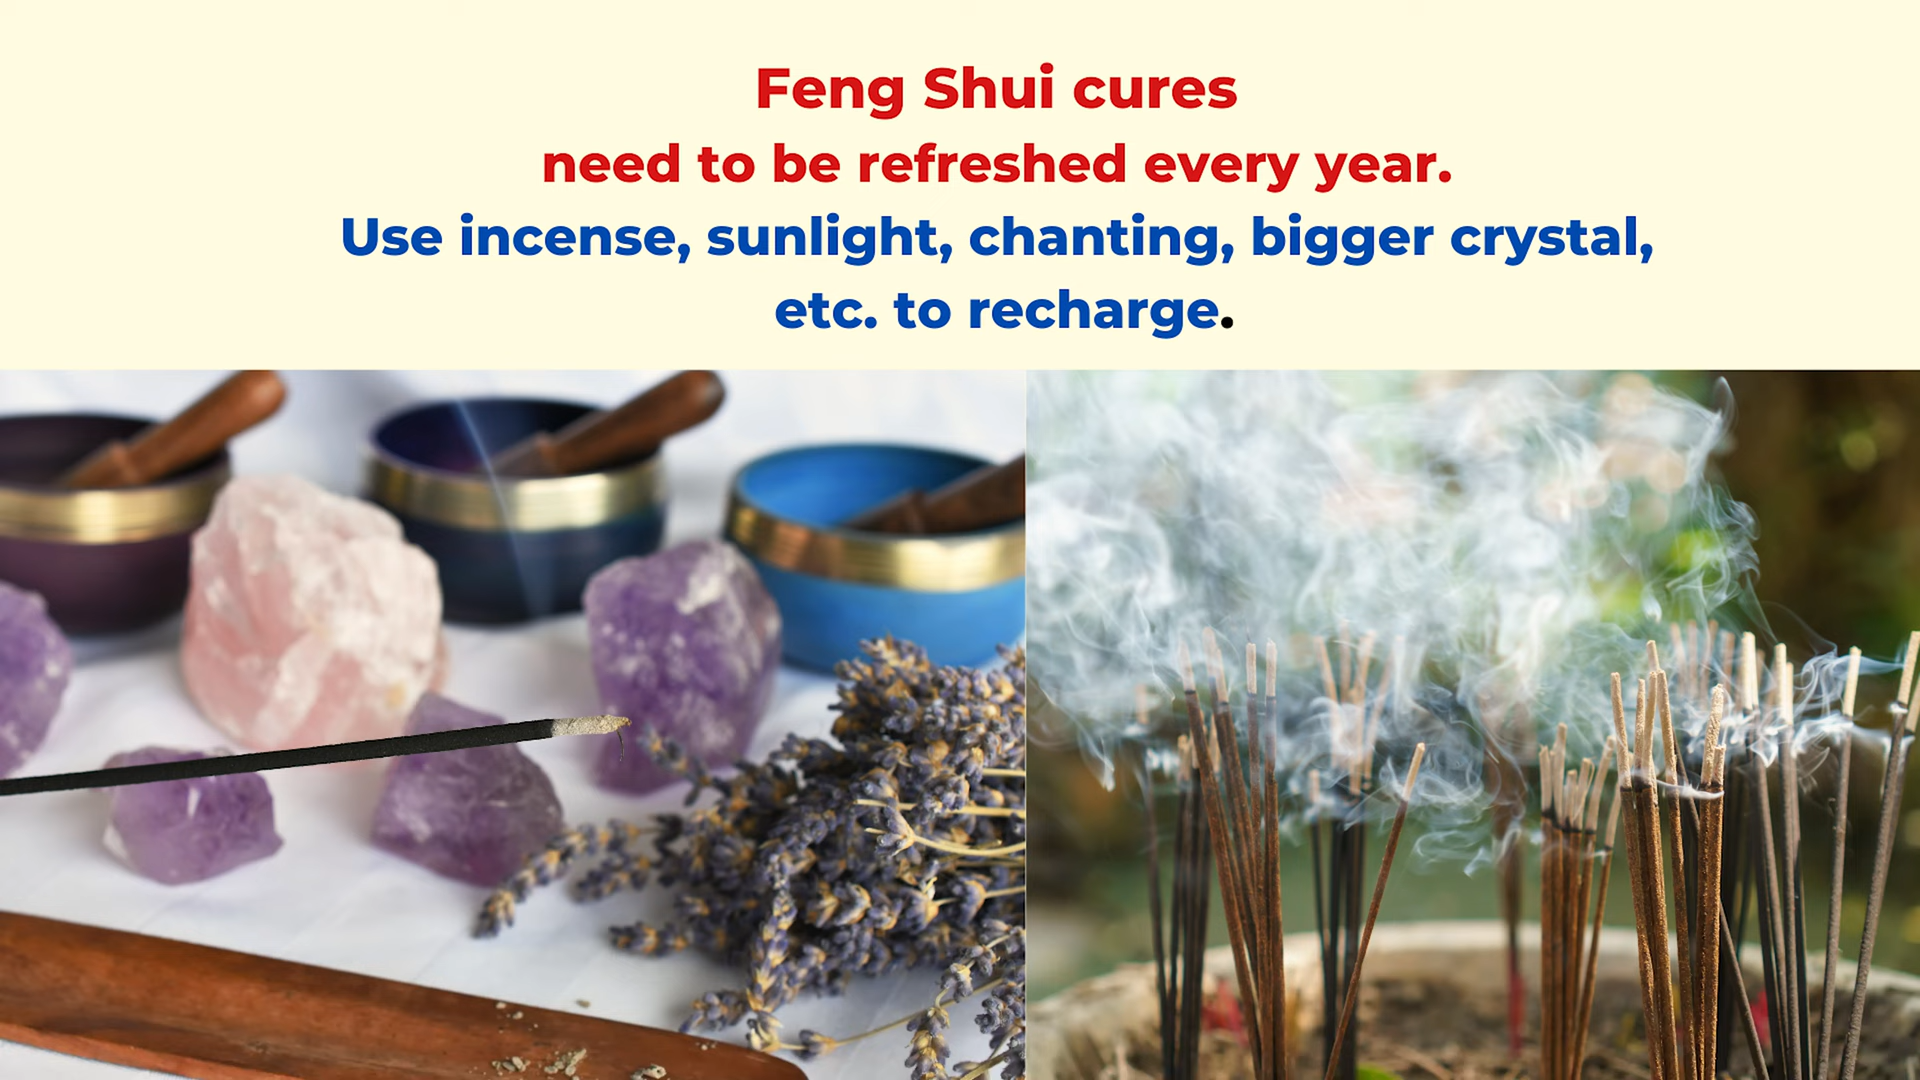 Feng Shui cures
need to be refreshed every year.
Use incense, sunlight, chanting, bigger crystal,
etc. to recharge.